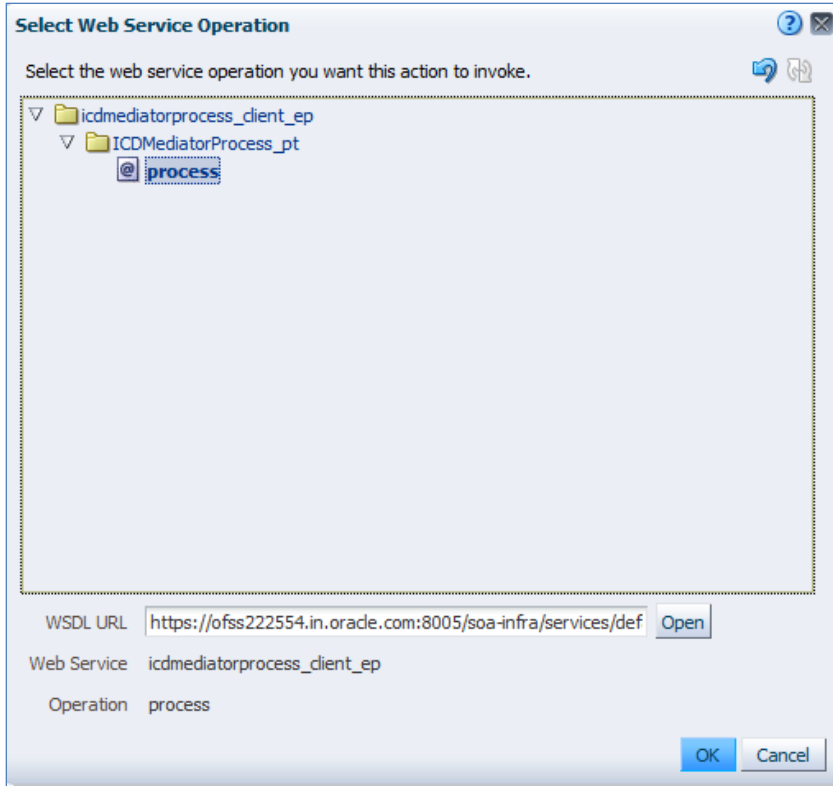 Select Web Service Operation
Select the web service operation you want this action to invoke.
icdmediatorprocess_client_ep
ICDMediatorProcess_pt
process
WSDL URL https://ofss222554.in.oracle.com:8005/soa-infra/services/def Open
Web Service icdmediatorprocess_client_ep
Operation process
OK Cancel